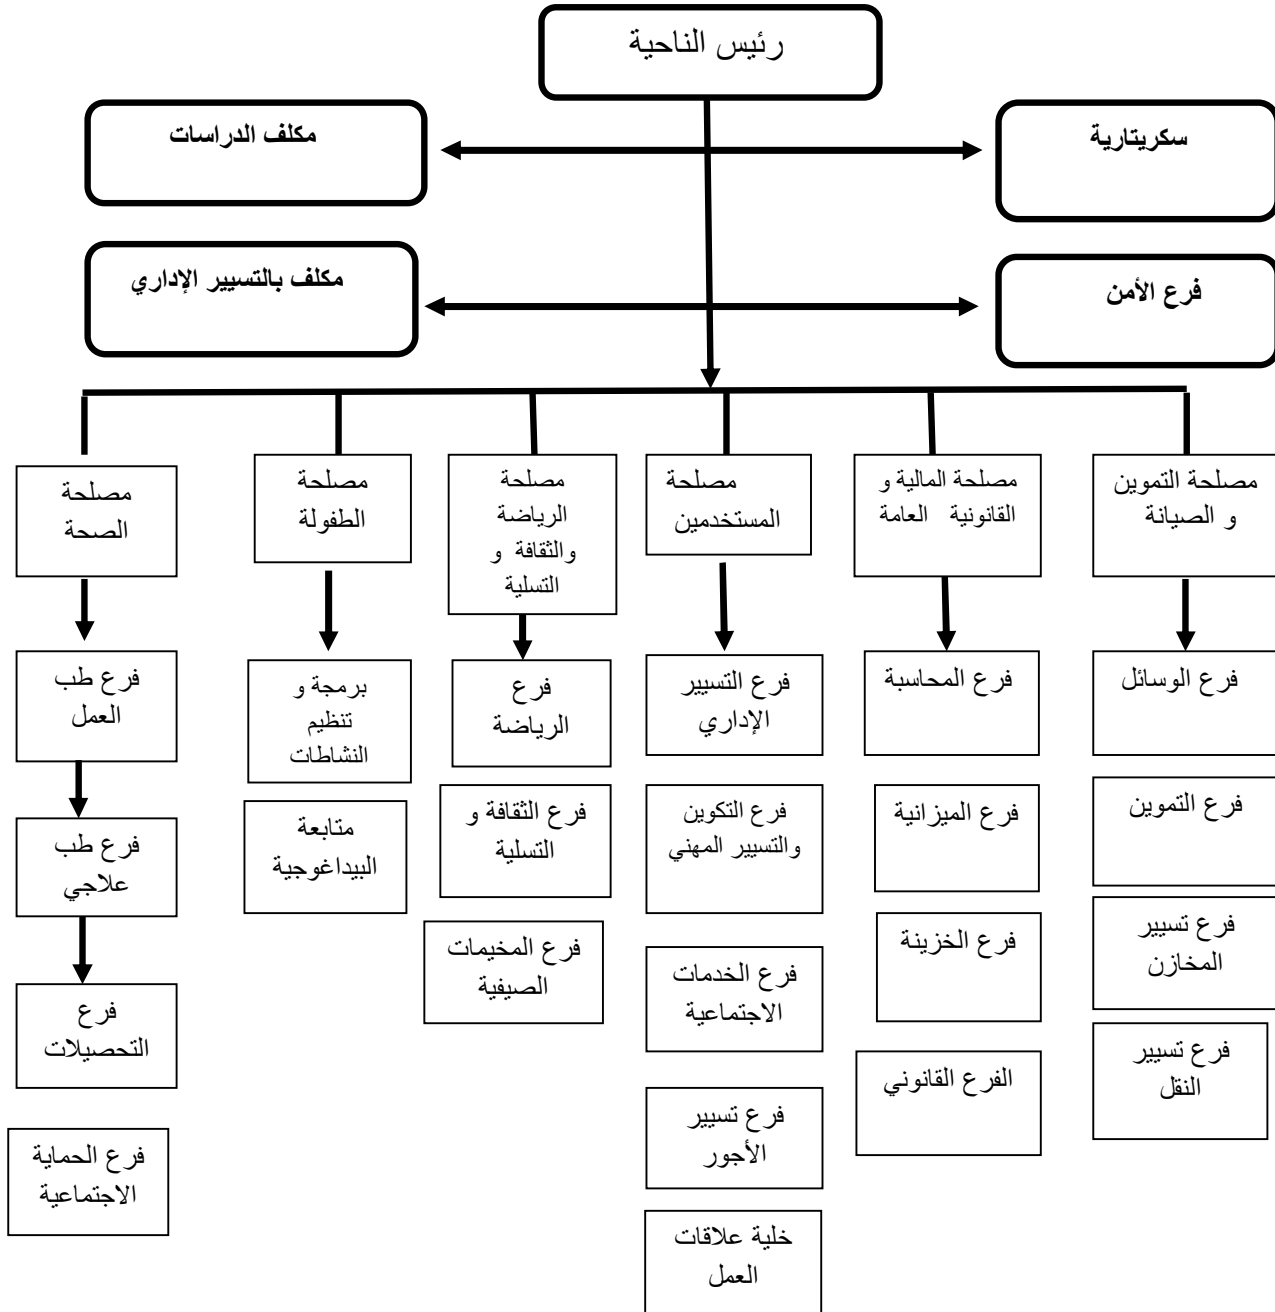 رئيس الناحية
سكريتارية
مكلف الدراسات
فرع الأمن
مكلف بالتسيير الإداري
مصلحة التموين
و الصيانة
مصلحة المالية و
القانونية العامة
مصلحة
المستخدمين
مصلحة
الرياضة
والثقافة و
التسلية
مصلحة
الطفولة
مصلحة
الصحة
فرع الوسائل
فرع المحاسبة
فرع التسيير
الإداري
فرع
الرياضة
برمجة و
تنظيم
النشاطات
فرع طب
العمل
فرع التموين
فرع الميزانية
فرع التكوين
والتسيير المهني
فرع الثقافة و
التسلية
متابعة
البيداغوجية
فرع طب
علاجي
فرع تسيير
المخازن
فرع الخزينة
فرع الخدمات
الاجتماعية
فرع المخيمات
الصيفية
فرع
التحصيلات
فرع تسيير
النقل
الفرع القانوني
فرع تسيير
الأجور
فرع الحماية
الاجتماعية
خلية علاقات
العمل